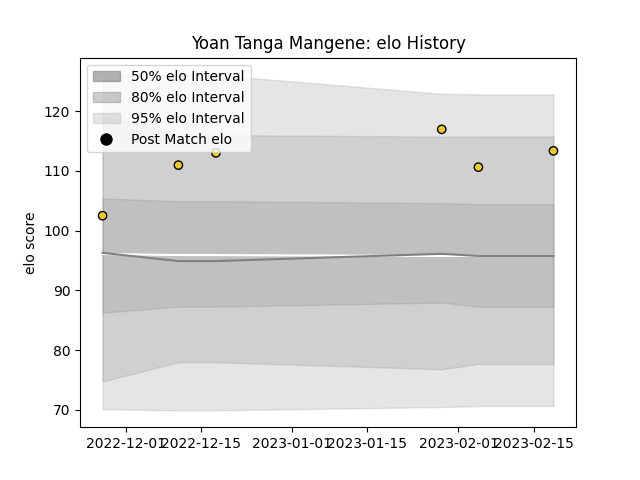 Yoan Tanga Mangene: elo History
50% elo Interval
80% elo Interval
95% elo Interval
Post Match elo
elo score
120
110
100
90
80
70
2022-12-01 2022-12-15 2023-01-01 2023-01-15 2023-02-01 2023-02-15